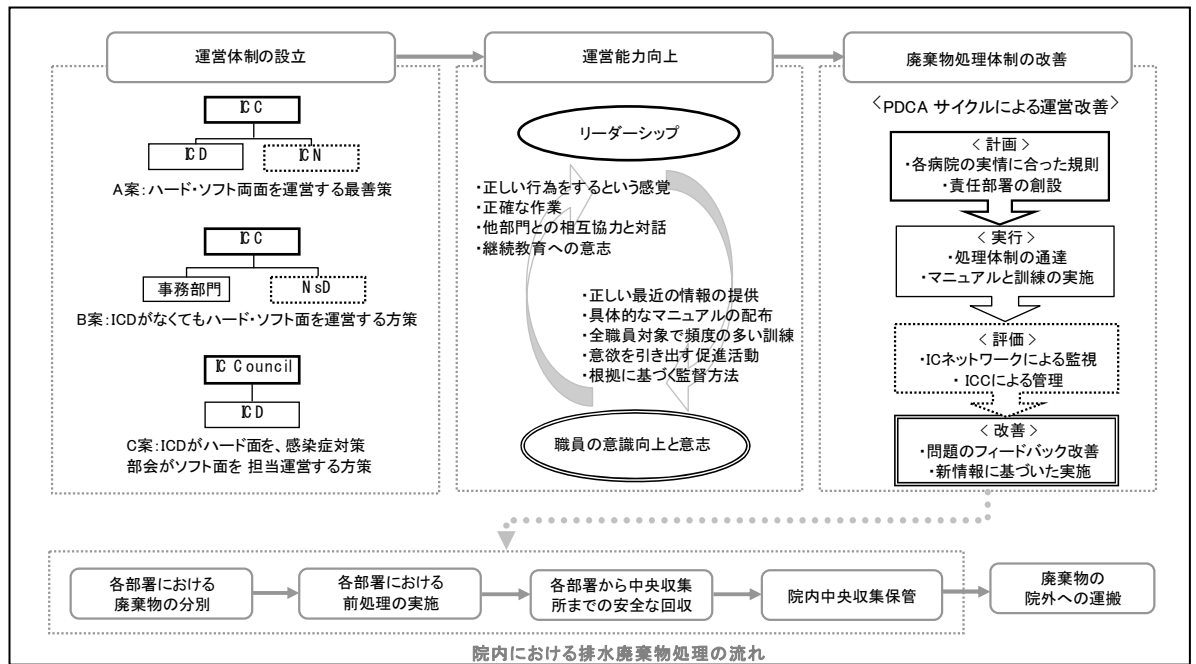 運営体制の設立
運営能力向上
廃棄物処理体制の改善
ICC
ICD
ICN
A案：ハード・ソフト両面を運営する最善策
ICC
事務部門
NsD
B案：ICDがなくてもハード・ソフト面を運営する方策
IC Council
ICD
C案：ICDがハード面を、感染症対策
部会がソフト面を 担当運営する方策
リーダーシップ
・正しい行為をするという感覚
・正確な作業
・他部門との相互協力と対話
・継続教育への意志
・正しい最近の情報の提供
・具体的なマニュアルの配布
・全職員対象で頻度の多い訓練
・意欲を引き出す促進活動
・根拠に基づく監督方法
職員の意識向上と意志
＜PDCA サイクルによる運営改善＞
＜計画＞
・各病院の実情に合った規則
・責任部署の創設
＜実行＞
・処理体制の通達
・マニュアルと訓練の実施
＜評価＞
・ICネットワークによる監視
・ICCによる管理
＜改善＞
・問題のフィードバック改善
・新情報に基づいた実施
各部署における
廃棄物の分別
各部署における
前処理の実施
各部署から中央収集
所までの安全な回収
院内中央収集保管
廃棄物の
院外への運搬
院内における排水廃棄物処理の流れ